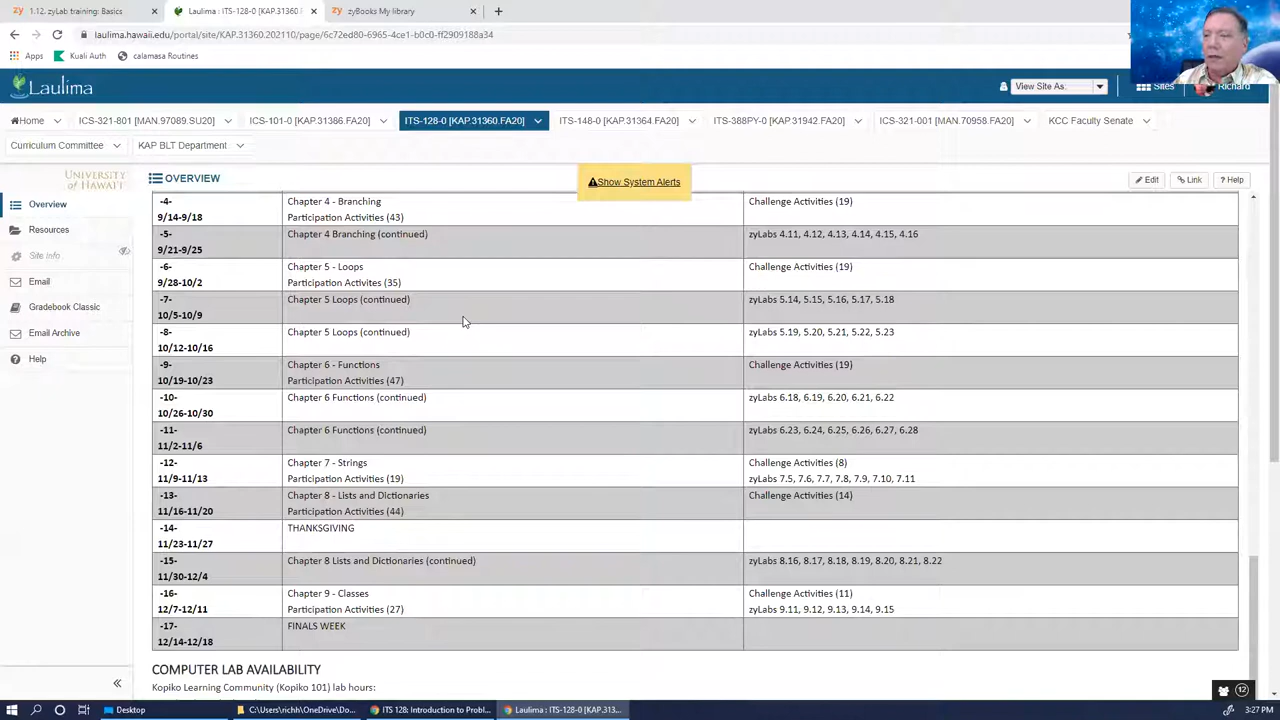 1.12. zyLab training: Basics
Laulima : ITS-128-0 [KAP.31360
zyBooks My library
laulima.hawaii.edu/portal/site/KAP.31360.202110/page/6c72ed80-6965-4ce1-b0c0-ff2909188a34
Apps
Kuali Auth
calamasa Routines
Laulima
View Site As:
Sites
Richard
Home
ICS-321-801 [MAN.97089.SU20]
ICS-101-0 [KAP.31386.FA20]
ITS-128-0 [KAP.31360.FA20]
ITS-148-0 [KAP.31364.FA20]
ITS-388PY-0 [KAP.31942.FA20]
ICS-321-001 [MAN.70958.FA20]
KCC Faculty Senate
Curriculum Committee
KAP BLT Department
UNIVERSITY
OF HAWAIʻI
OVERVIEW
Show System Alerts
Edit
Link
Help
Overview
Resources
Site Info
Email
Gradebook Classic
Email Archive
Help
-4-
9/14-9/18
Chapter 4 - Branching
Participation Activities (43)
Challenge Activities (19)
-5-
9/21-9/25
Chapter 4 Branching (continued)
zyLabs 4.11, 4.12, 4.13, 4.14, 4.15, 4.16
-6-
9/28-10/2
Chapter 5 - Loops
Participation Activites (35)
Challenge Activities (19)
-7-
10/5-10/9
Chapter 5 Loops (continued)
zyLabs 5.14, 5.15, 5.16, 5.17, 5.18
-8-
10/12-10/16
Chapter 5 Loops (continued)
zyLabs 5.19, 5.20, 5.21, 5.22, 5.23
-9-
10/19-10/23
Chapter 6 - Functions
Participation Activities (47)
Challenge Activities (19)
-10-
10/26-10/30
Chapter 6 Functions (continued)
zyLabs 6.18, 6.19, 6.20, 6.21, 6.22
-11-
11/2-11/6
Chapter 6 Functions (continued)
zyLabs 6.23, 6.24, 6.25, 6.26, 6.27, 6.28
-12-
11/9-11/13
Chapter 7 - Strings
Participation Activities (19)
Challenge Activities (8)
zyLabs 7.5, 7.6, 7.7, 7.8, 7.9, 7.10, 7.11
-13-
11/16-11/20
Chapter 8 - Lists and Dictionaries
Participation Activities (44)
Challenge Activities (14)
-14-
11/23-11/27
THANKSGIVING
-15-
11/30-12/4
Chapter 8 Lists and Dictionaries (continued)
zyLabs 8.16, 8.17, 8.18, 8.19, 8.20, 8.21, 8.22
-16-
12/7-12/11
Chapter 9 - Classes
Participation Activities (27)
Challenge Activities (11)
zyLabs 9.11, 9.12, 9.13, 9.14, 9.15
-17-
12/14-12/18
FINALS WEEK
COMPUTER LAB AVAILABILITY
Kopiko Learning Community (Kopiko 101) lab hours:
12
Desktop
C:\Users\richh\OneDrive\Do...
ITS 128: Introduction to Probl...
Laulima : ITS-128-0 [KAP.313...
3:27 PM